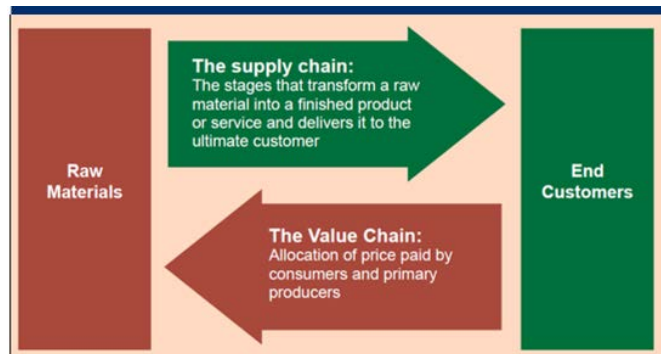 The supply chain:
The stages that transform a raw
material into a finished product
or service and delivers it to the
ultimate customer
Raw
Materials
End
Customers
The Value Chain:
Allocation of price paid by
consumers and primary
producers